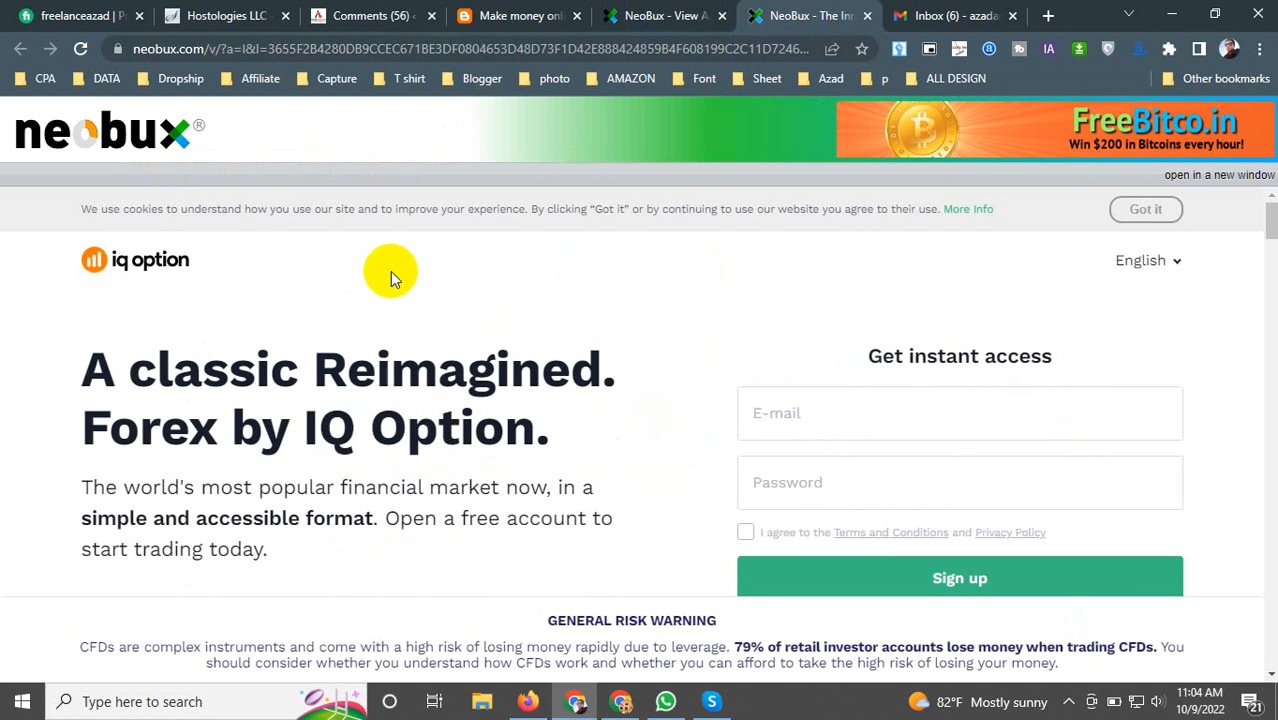 freelanceazad | P
Hostologies LLC -
Comments (56) ‹
Make money onl
NeoBux - View A
NeoBux - The Inn
Inbox (6) - azada
neobux.com/v/?a=l&l=3655F2B4280DB9CCEC671BE3EC60054803D48D73F1D42E888424859B4F608199C2C11D7246...
CPA
DATA
Dropship
Affiliate
Capture
T shirt
Blogger
photo
AMAZON
Font
Sheet
Azad
p
ALL DESIGN
Other bookmarks
neobux®
FreeBitco.in
Win $200 in Bitcoins every hour!
open in a new window
We use cookies to understand how you use our site and to improve your experience. By clicking “Got it” or by continuing to use our website you agree to their use. More Info
Got it
iq option
English
A classic Reimagined.
Forex by IQ Option.
The world's most popular financial market now, in a
simple and accessible format. Open a free account to
start trading today.
Get instant access
E-mail
Password
I agree to the Terms and Conditions and Privacy Policy
Sign up
GENERAL RISK WARNING
CFDs are complex instruments and come with a high risk of losing money rapidly due to leverage. 79% of retail investor accounts lose money when trading CFDs. You
should consider whether you understand how CFDs work and whether you can afford to take the high risk of losing your money.
Type here to search
82°F Mostly sunny
11:04 AM
10/9/2022
21